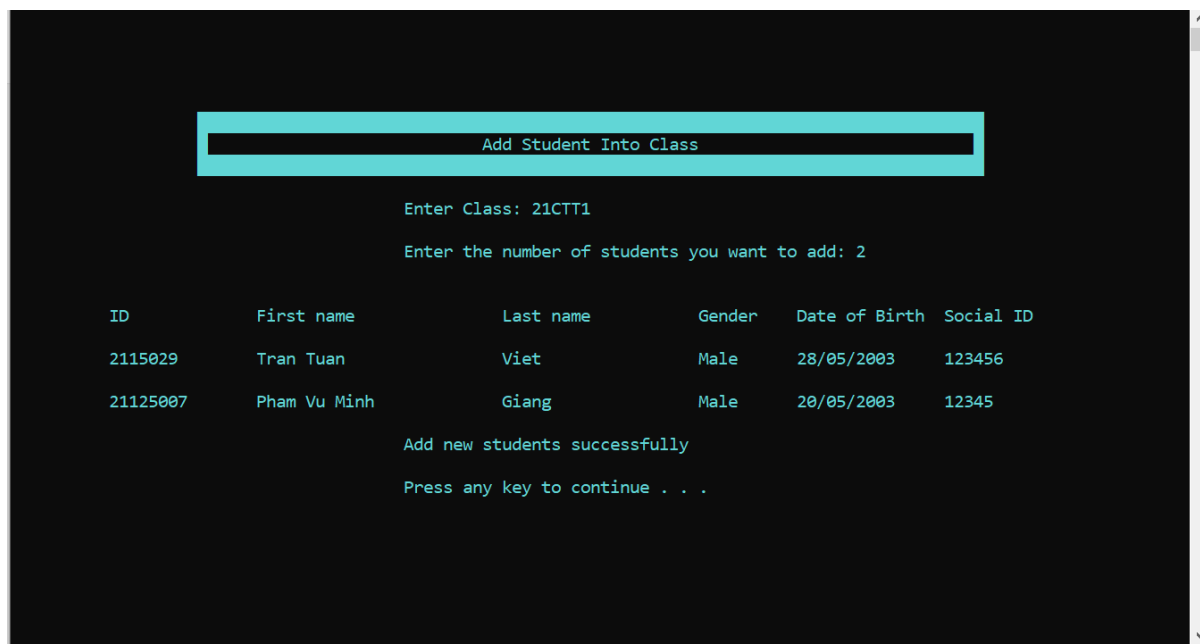 Add Student Into Class
Enter Class: 21CTT1
Enter the number of students you want to add: 2
ID First name Last name Gender Date of Birth Social ID
2115029 Tran Tuan Viet Male 28/05/2003 123456
21125007 Pham Vu Minh Giang Male 20/05/2003 12345
Add new students successfully
Press any key to continue . . .